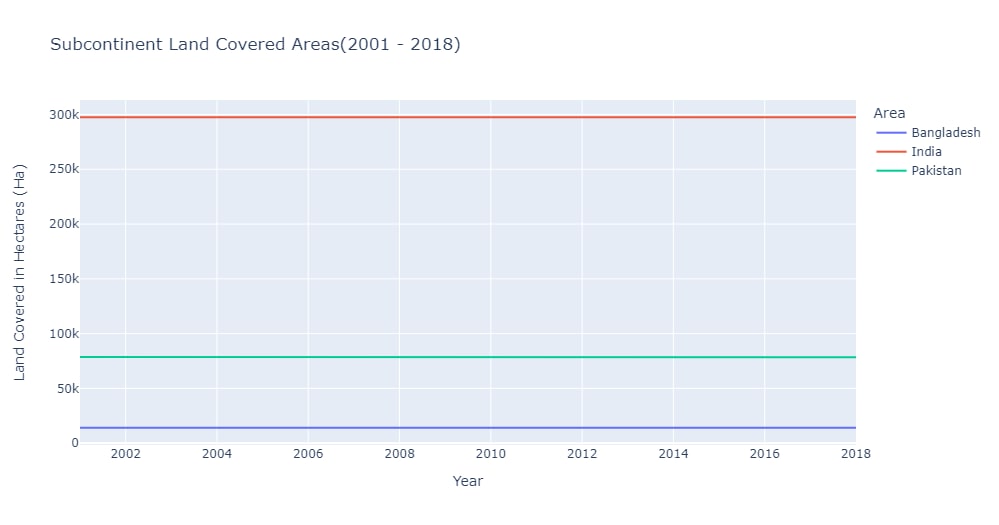 Subcontinent Land Covered Areas(2001 - 2018)
Area
Bangladesh
India
Pakistan
Land Covered in Hectares (Ha)
300k
250k
200k
150k
100k
50k
0
2002 2004 2006 2008 2010 2012 2014 2016 2018
Year